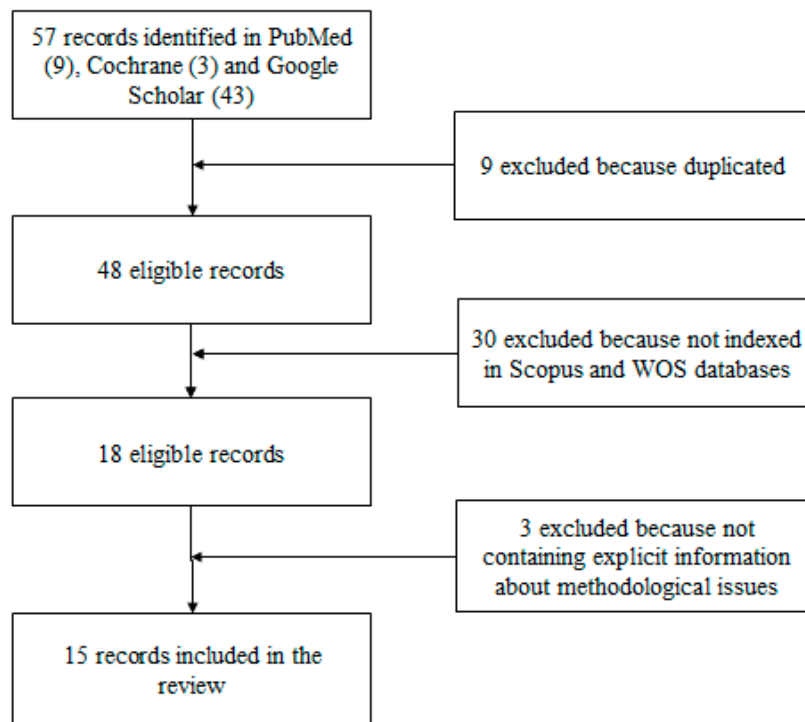 57 records identified in PubMed
(9), Cochrane (3) and Google
Scholar (43)
9 excluded because duplicated
48 eligible records
30 excluded because not indexed
in Scopus and WOS databases
18 eligible records
3 excluded because not
containing explicit information
about methodological issues
15 records included in the
review